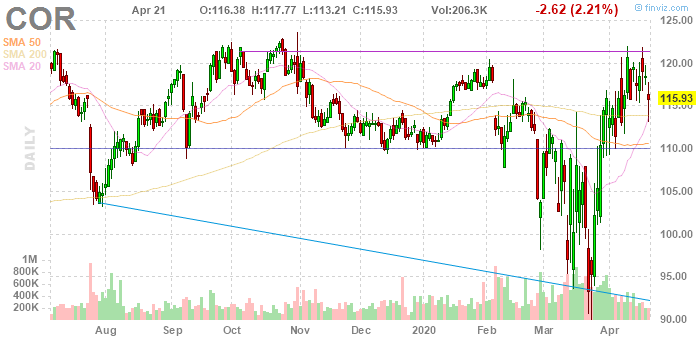 COR Apr 21 O:116.38 H:117.77 L:113.21 C:115.93 Vol:206.3K -2.62 (2.21%) © finviz.com
SMA 50
SMA 200
SMA 20
DAILY
125.00
120.00
115.93
115.00
110.00
105.00
100.00
95.00
90.00
1M
800K
600K
400K
200K
Aug Sep Oct Nov Dec 2020 Feb Mar Apr